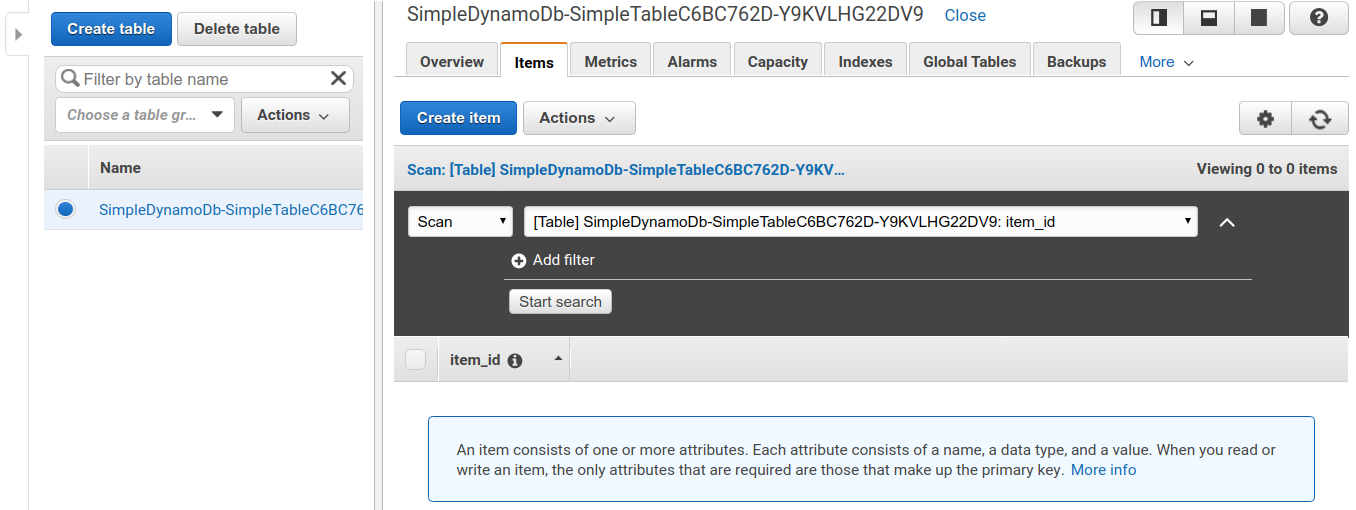 Create table
Delete table
Filter by table name
Choose a table gr...
Actions
Name
SimpleDynamoDb-SimpleTableC6BC76
SimpleDynamoDb-SimpleTableC6BC762D-Y9KVLHG22DV9 Close
Overview Items Metrics Alarms Capacity Indexes Global Tables Backups More
Create item Actions
Scan: [Table] SimpleDynamoDb-SimpleTableC6BC762D-Y9KV... Viewing 0 to 0 items
Scan [Table] SimpleDynamoDb-SimpleTableC6BC762D-Y9KVLHG22DV9: item_id
Add filter
Start search
item_id
An item consists of one or more attributes. Each attribute consists of a name, a data type, and a value. When you read or
write an item, the only attributes that are required are those that make up the primary key. More info